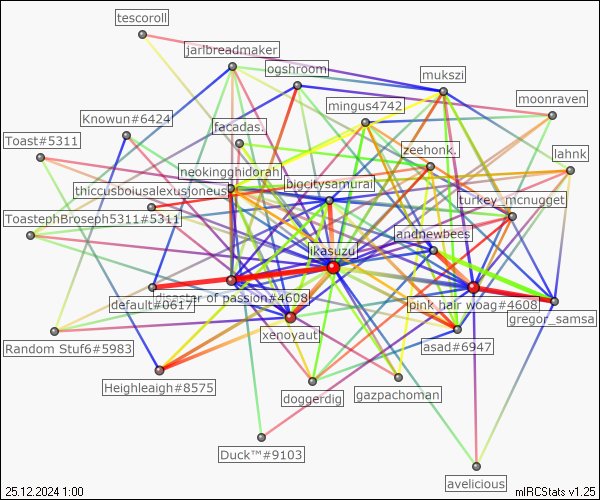 tescoroll
jarlbreadmaker
ogshroom
mukszi
moonraven
mingus4742
Knowun#6424
facadas.
Toast#5311
zeehonk.
lahnk
neokingghidorah
thiccusboiusalexusjoneus
bigcitysamurai
turkey_mcnugget
ToastephBroseph5311#5311
andnewbees
ikasuzu
disaster of passion#4608
default#0617
pink hair woag#4608
gregor_samsa
xenoyaut
Random Stuf6#5983
asad#6947
Heighleaigh#8575
doggerdig
gazpachoman
Duck™#9103
avelicious
25.12.2024 1:00
mIRCStats v1.25